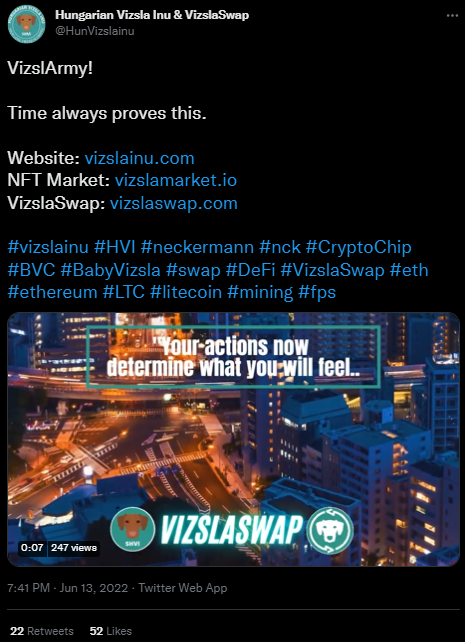 Hungarian Vizsla Inu & VizslaSwap
@HunVizslainu
VizslArmy!
Time always proves this.
Website: vizslainu.com
NFT Market: vizslamarket.io
VizslaSwap: vizslaswap.com
#vizslainu #HVI #neckermann #nck #CryptoChip
#BVC #BabyVizsla #swap #DeFi #VizslaSwap #eth
#ethereum #LTC #litecoin #mining #fps
Your actions now
determine what you will feel..
SHVI
VIZSLASWAP
0:07 247 views
7:41 PM · Jun 13, 2022 · Twitter Web App
22 Retweets 52 Likes